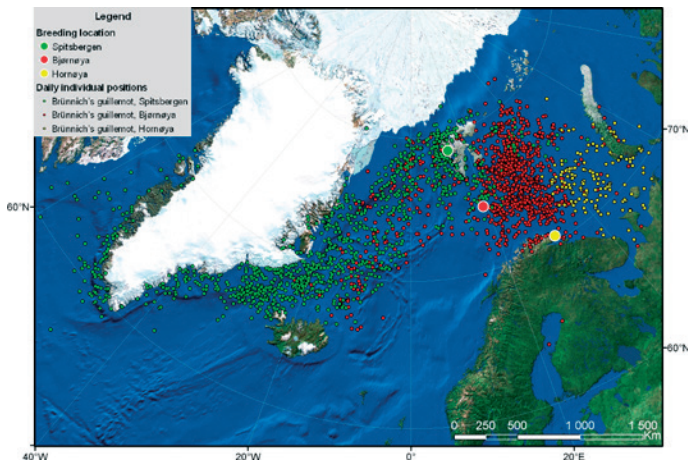 Legend
Breeding location
Spitsbergen
Bjørnøya
Hornøya
Daily individual positions
Brünnich's guillemot, Spitsbergen
Brünnich's guillemot, Bjørnøya
Brünnich's guillemot, Hornøya
70°N
60°N
60°N
0 250 500 1 000 1 500
Km
40°W 20°W 0° 20°E